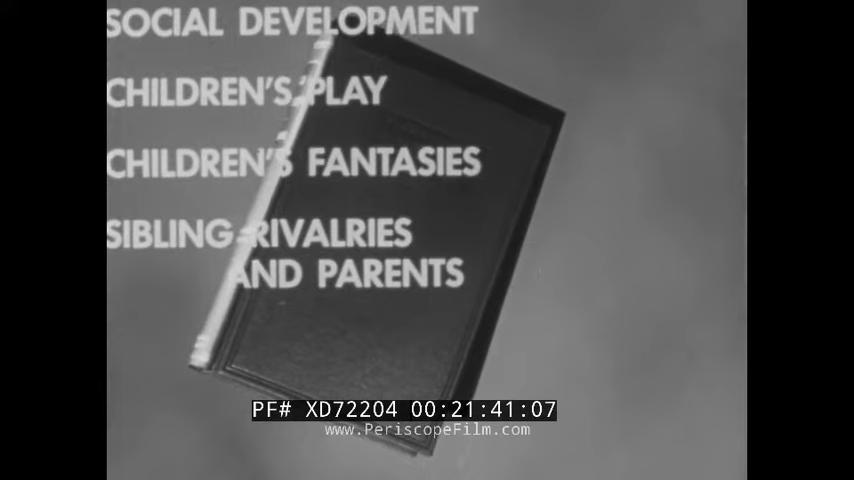 SOCIAL DEVELOPMENT
CHILDREN'S PLAY
CHILDREN'S FANTASIES
SIBLING RIVALRIES
AND PARENTS
PF# XD72204 00:21:41:07
www.PeriscopeFilm.com